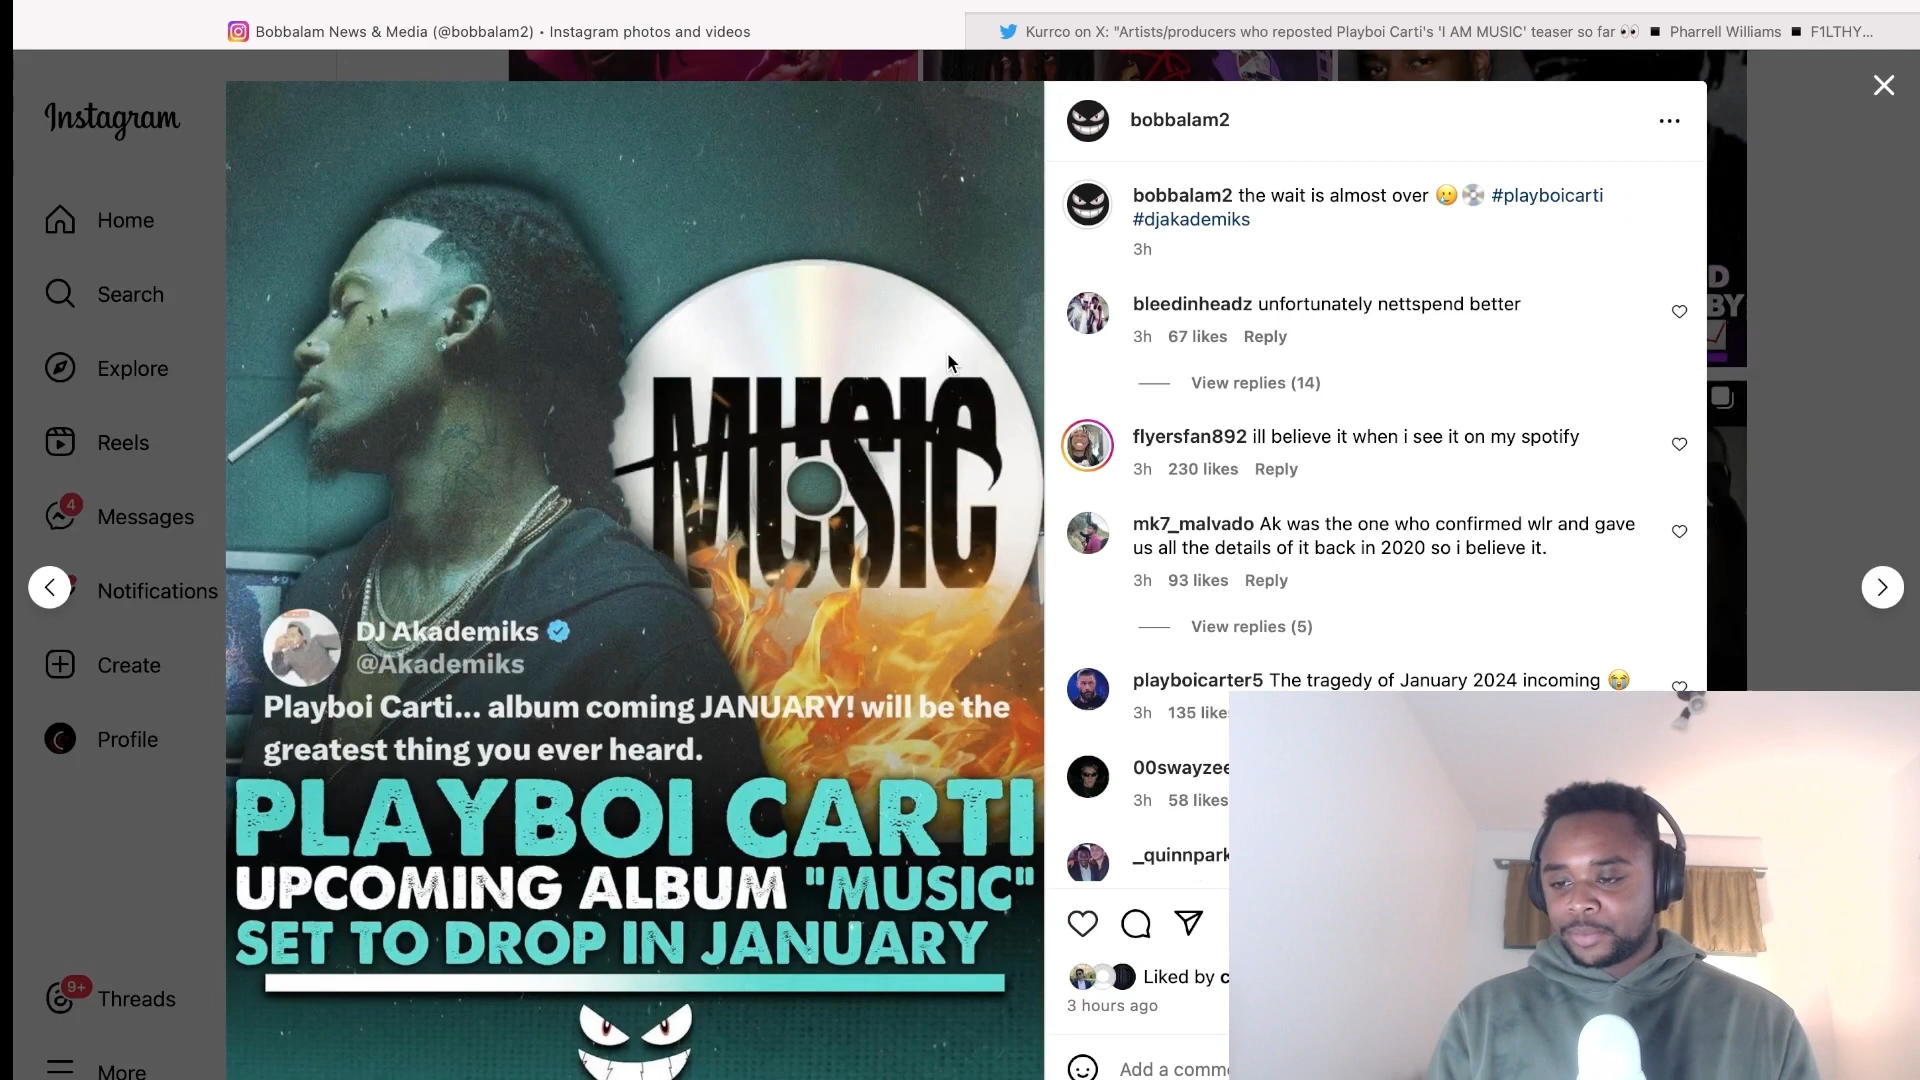 Bobbalam News & Media (@bobbalam2) • Instagram photos and videos
Kurrco on X: "Artists/producers who reposted Playboi Carti's 'I AM MUSIC' teaser so far 👀 ■ Pharrell Williams ■ F1LTHY...
Instagram
Home
Search
Explore
Reels
4
Messages
Notifications
Create
Profile
9+
Threads
More
MUSIC
DJ Akademiks
@Akademiks
Playboi Carti... album coming JANUARY! will be the
greatest thing you ever heard.
PLAYBOI CARTI
UPCOMING ALBUM "MUSIC"
SET TO DROP IN JANUARY
bobbalam2
bobbalam2 the wait is almost over 🥲💿 #playboicarti
#djakademiks
3h
bleedinheadz unfortunately nettspend better
3h 67 likes Reply
View replies (14)
flyersfan892 ill believe it when i see it on my spotify
3h 230 likes Reply
mk7_malvado Ak was the one who confirmed wlr and gave
us all the details of it back in 2020 so i believe it.
3h 93 likes Reply
View replies (5)
playboicarter5 The tragedy of January 2024 incoming 😭
3h 135 like
00swayzee
3h 58 likes
_quinnpark
Liked by c
3 hours ago
Add a comme
D
BY